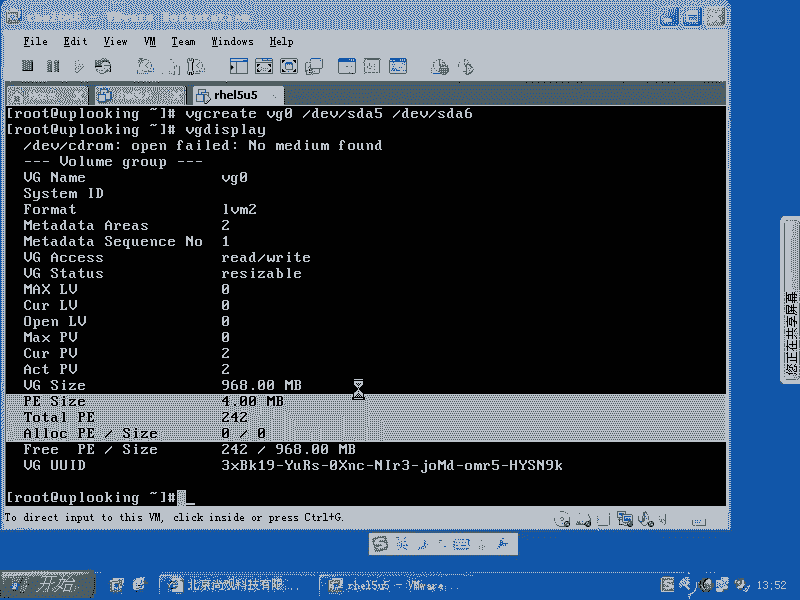 File Edit View VM Team Windows Help
rhel5u5
[root@uplooking ~]# vgcreate vg0 /dev/sda5 /dev/sda6
[root@uplooking ~]# vgdisplay
/dev/cdrom: open failed: No medium found
--- Volume group ---
VG Name vg0
System ID
Format lvm2
Metadata Areas 2
Metadata Sequence No 1
VG Access read/write
VG Status resizable
MAX LV 0
Cur LV 0
Open LV 0
Max PV 0
Cur PV 2
Act PV 2
VG Size 968.00 MB
PE Size 4.00 MB
Total PE 242
Alloc PE / Size 0 / 0
Free PE / Size 242 / 968.00 MB
VG UUID 3xBk19-YuRs-0Xnc-NIr3-joMd-omr5-HYSN9k
[root@uplooking ~]#
To direct input to this VM, click inside or press Ctrl+G.
您正在共享屏幕
开始
北京尚观科技有限...
rhel5u5 - VMware...
13:52